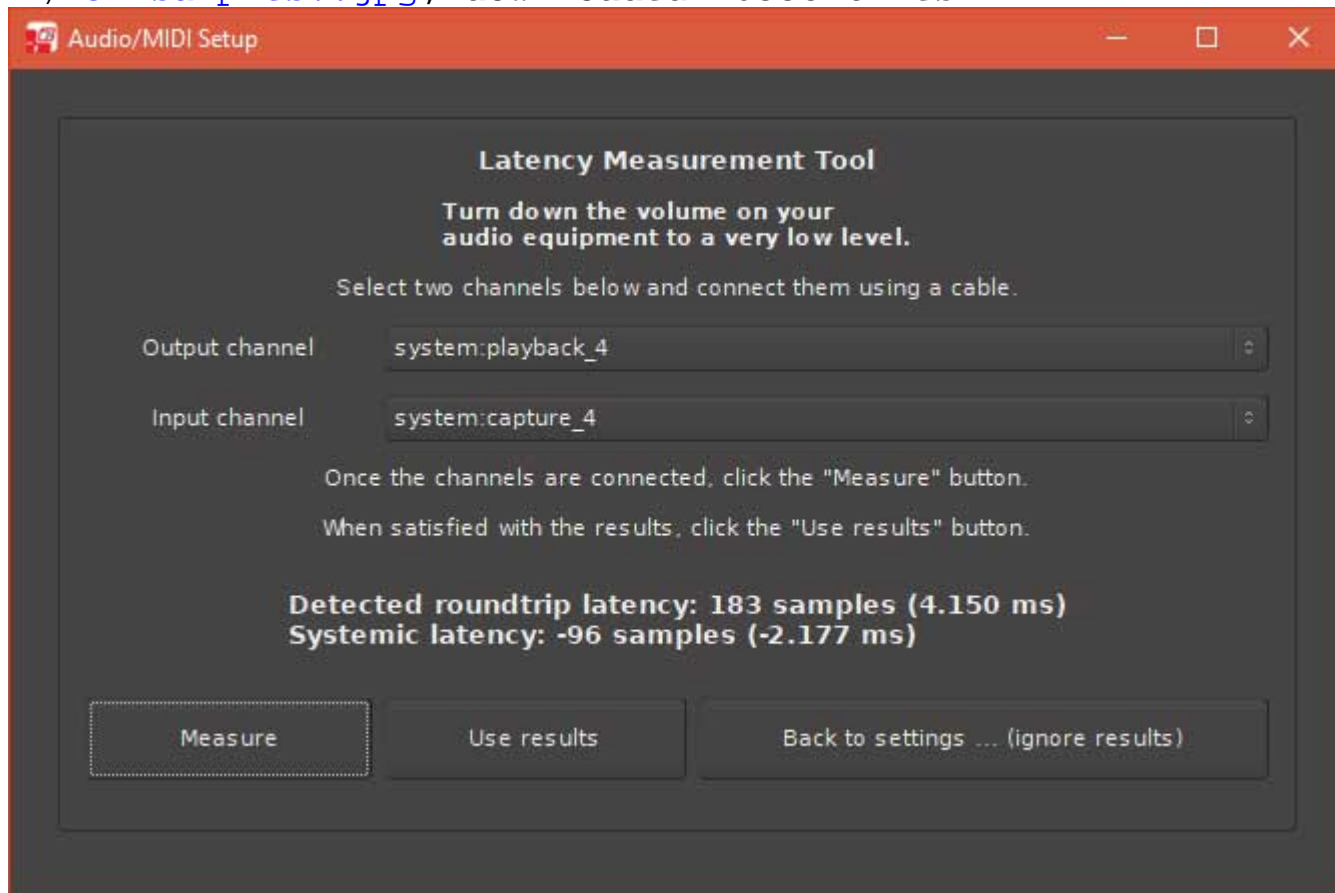 Audio/MIDI Setup
Latency Measurement Tool
Turn down the volume on your
audio equipment to a very low level.
Select two channels below and connect them using a cable.
Output channel system:playback_4
Input channel system:capture_4
Once the channels are connected, click the "Measure" button.
When satisfied with the results, click the "Use results" button.
Detected roundtrip latency: 183 samples (4.150 ms)
Systemic latency: -96 samples (-2.177 ms)
Measure Use results Back to settings ... (ignore results)